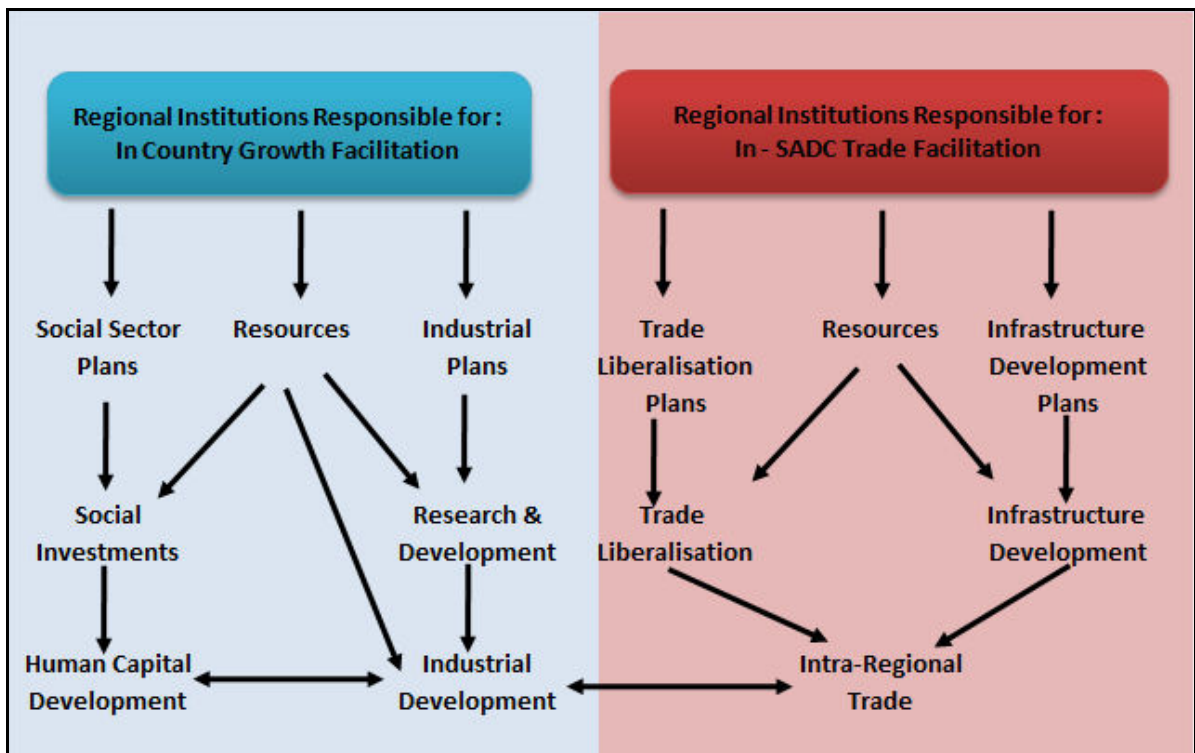 Regional Institutions Responsible for :
In Country Growth Facilitation
Regional Institutions Responsible for :
In - SADC Trade Facilitation
Social Sector
Plans
Resources
Industrial
Plans
Trade
Liberalisation
Plans
Resources
Infrastructure
Development
Plans
Social
Investments
Research &
Development
Trade
Liberalisation
Infrastructure
Development
Human Capital
Development
Industrial
Development
Intra-Regional
Trade